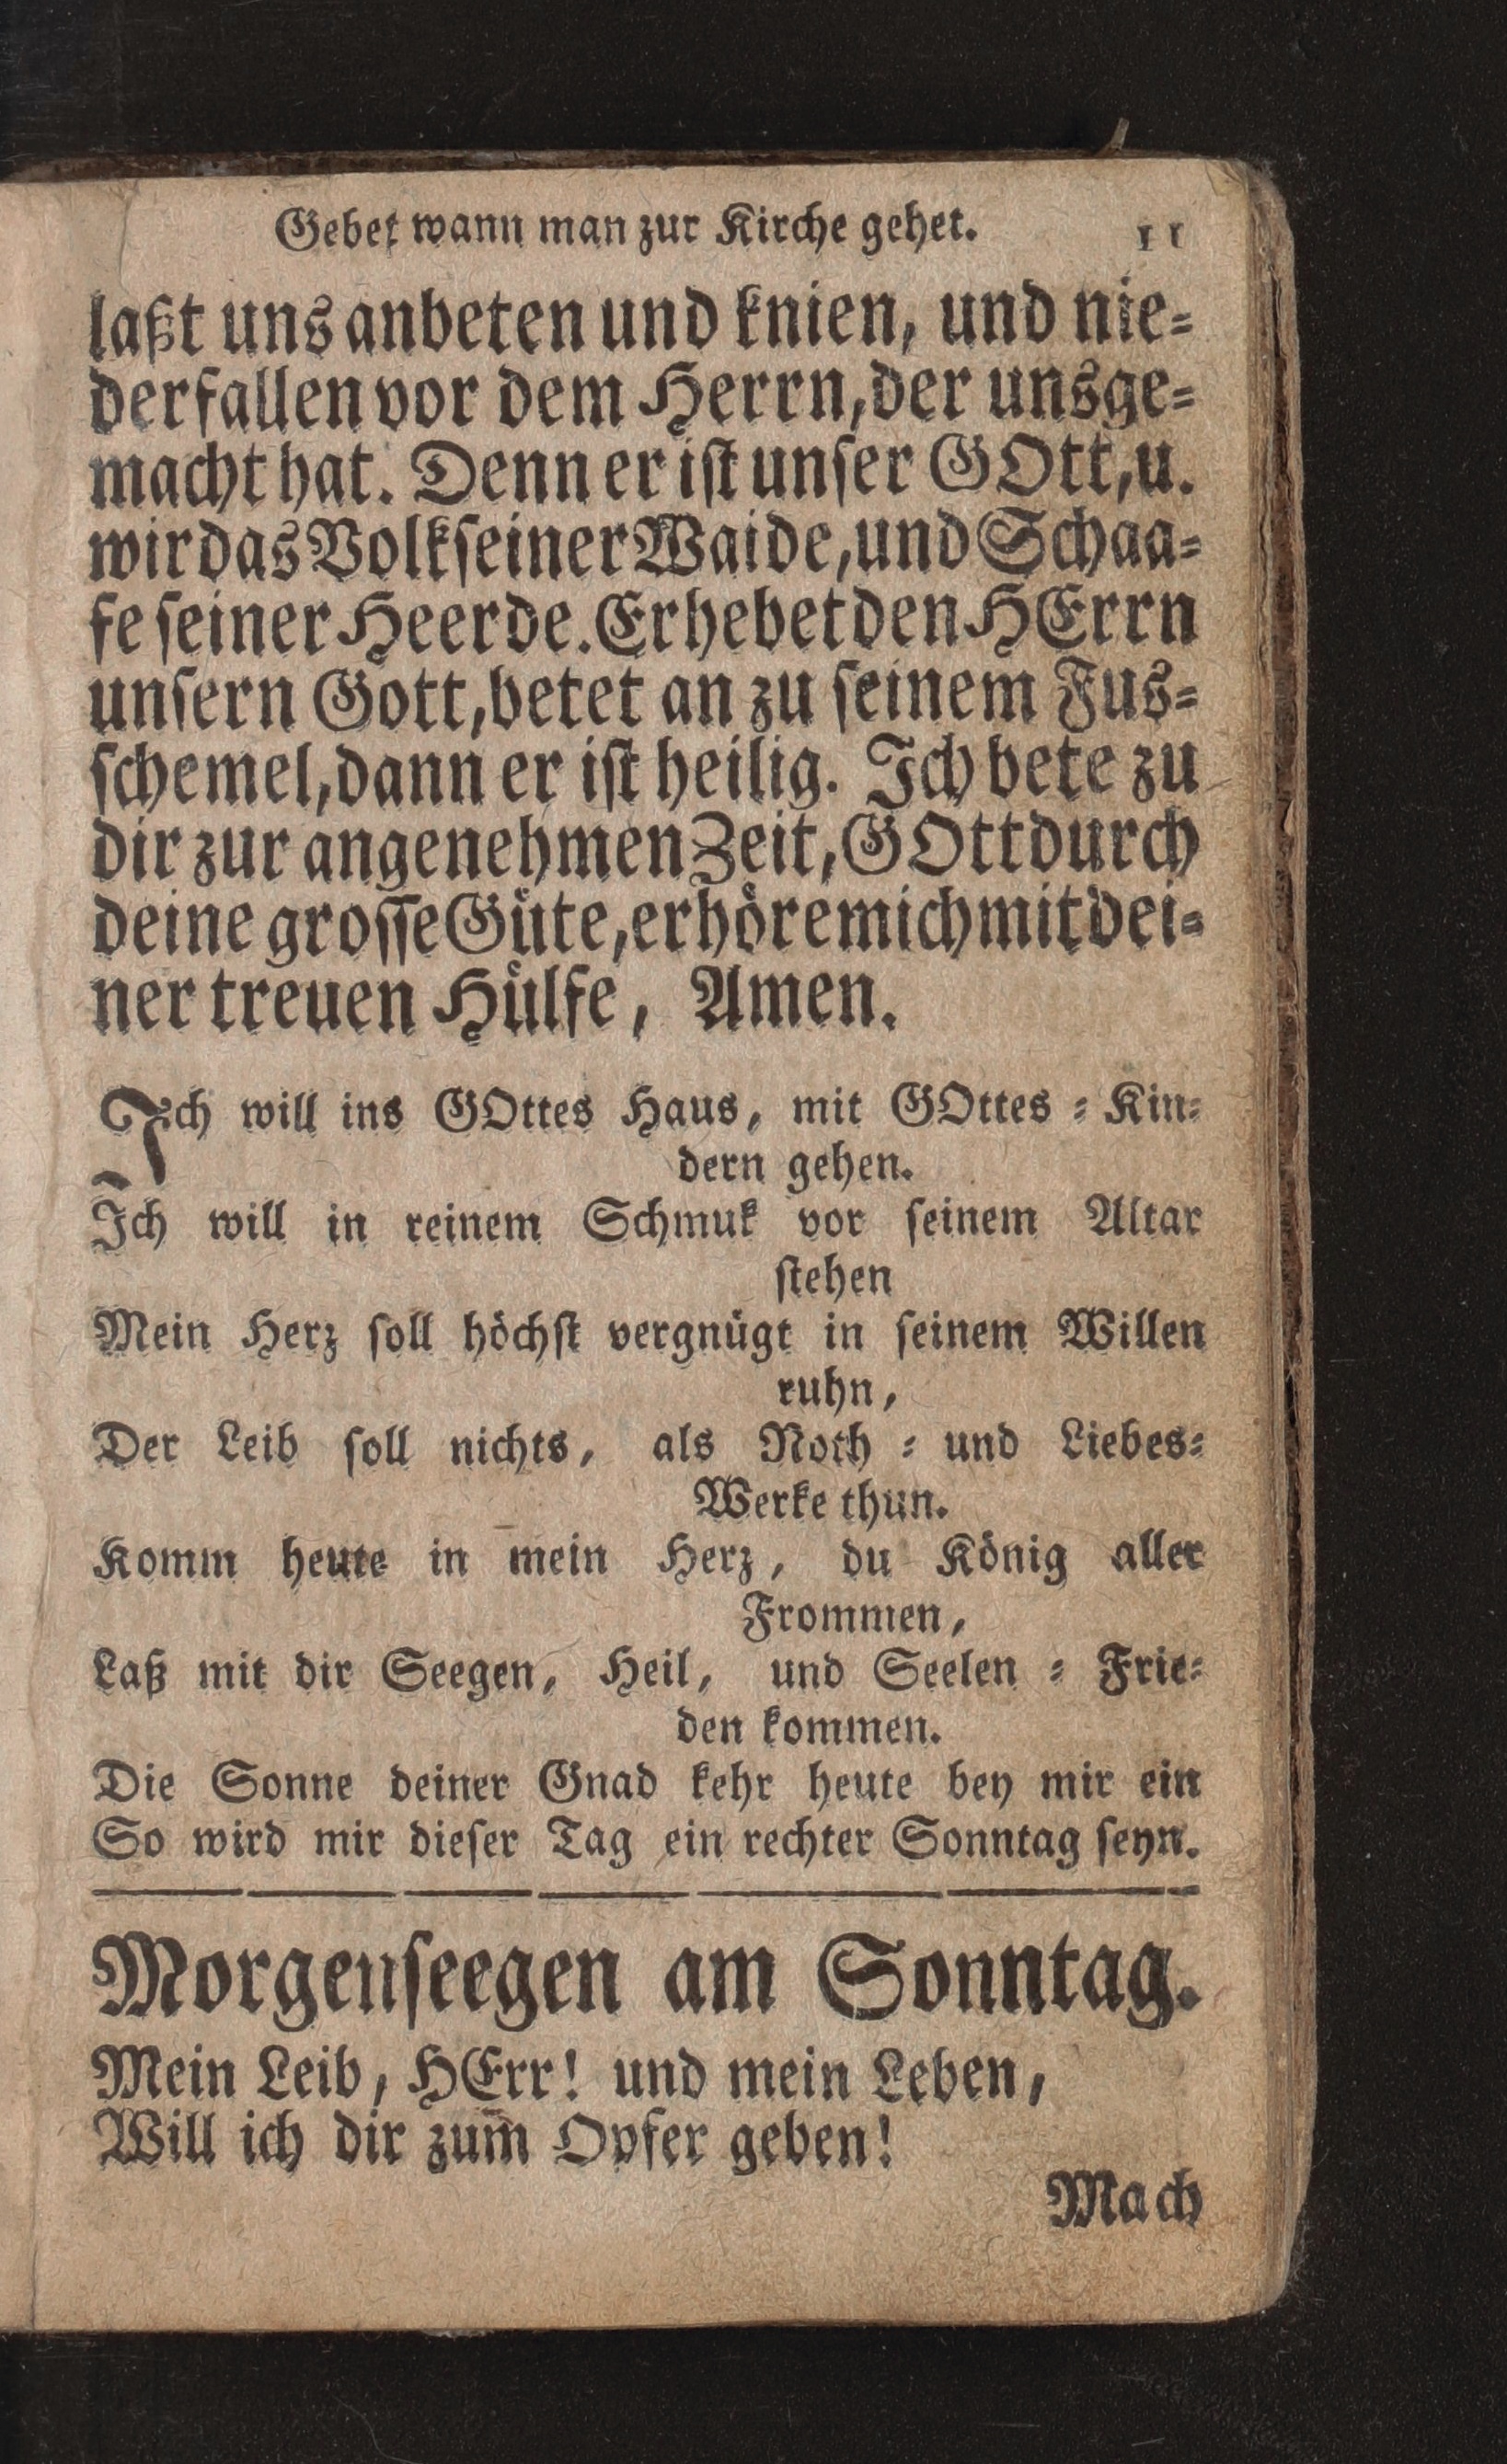 Gebet wann man zur Kirche gehet. 11
laßt uns anbeten und knien, und nie=
derfallen vor dem Herrn, der uns ge=
macht hat. Denn er ist unser GOtt, u.
wir das Volk seiner Waide, und Schaa=
fe seiner Heerde. Erhebet den HErrn
unsern Gott, betet an zu seinem Fus=
schemel, dann er ist heilig. Ich bete zu
dir zur angenehmen Zeit, GOtt durch
deine grosse Güte, erhöre mich mit dei=
ner treuen Hülfe, Amen.
Ich will ins GOttes Haus, mit GOttes = Kin=
dern gehen.
Ich will in reinem Schmuk vor seinem Altar
stehen
Mein Herz soll höchst vergnügt in seinem Willen
ruhn,
Der Leib soll nichts, als Noth = und Liebes=
Werke thun.
Komm heute in mein Herz, du König aller
Frommen,
Laß mit dir Seegen, Heil, und Seelen = Frie=
den kommen.
Die Sonne deiner Gnad kehr heute bey mir ein
So wird mir dieser Tag ein rechter Sonntag seyn.
Morgenseegen am Sonntag.
Mein Leib, HErr! und mein Leben,
Will ich dir zum Opfer geben!
Mach